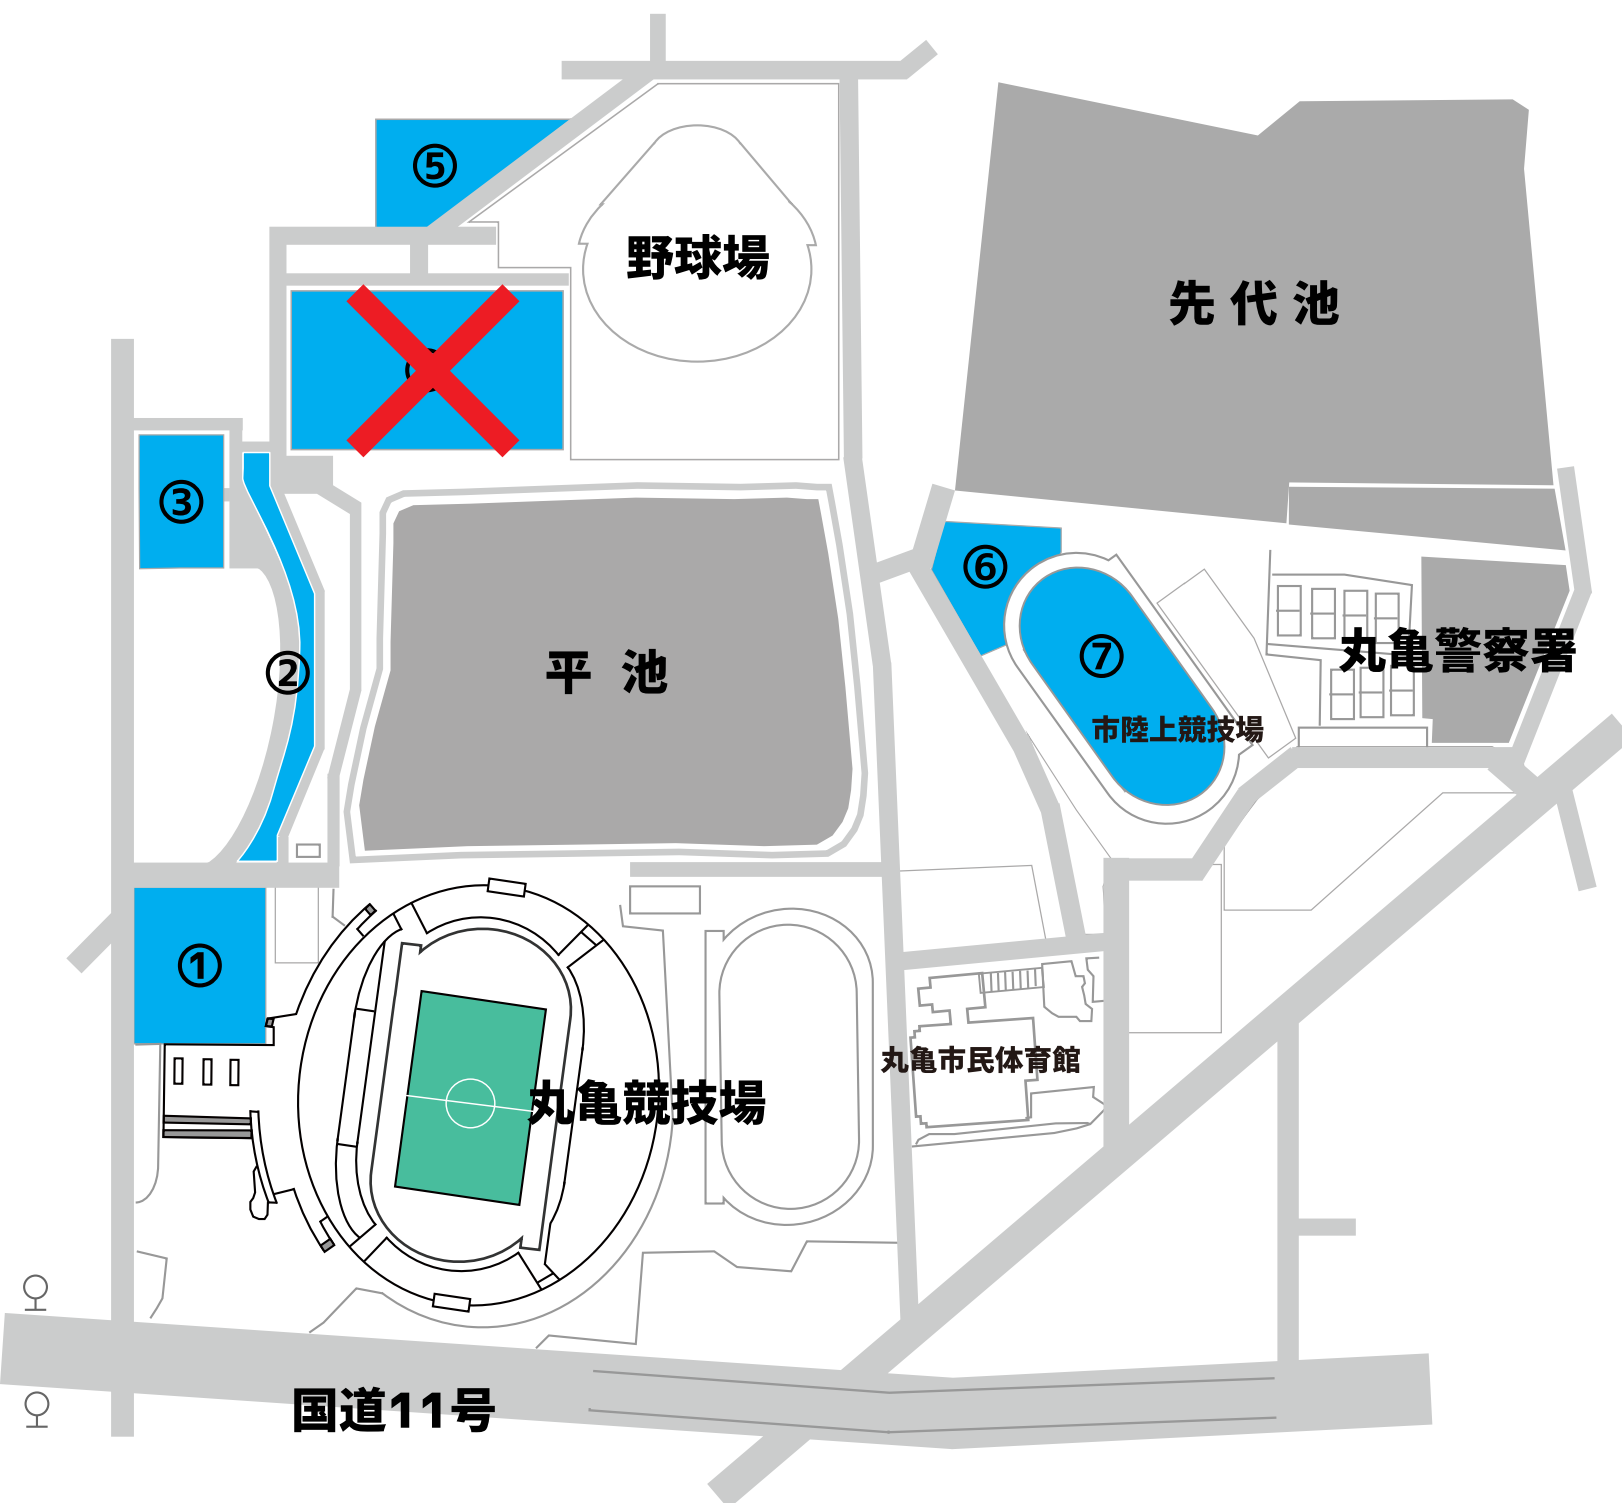 ⑤
野球場
先代池
③
⑥
②
平池
⑦
丸亀警察署
市陸上競技場
①
丸亀市民体育館
丸亀競技場
国道11号